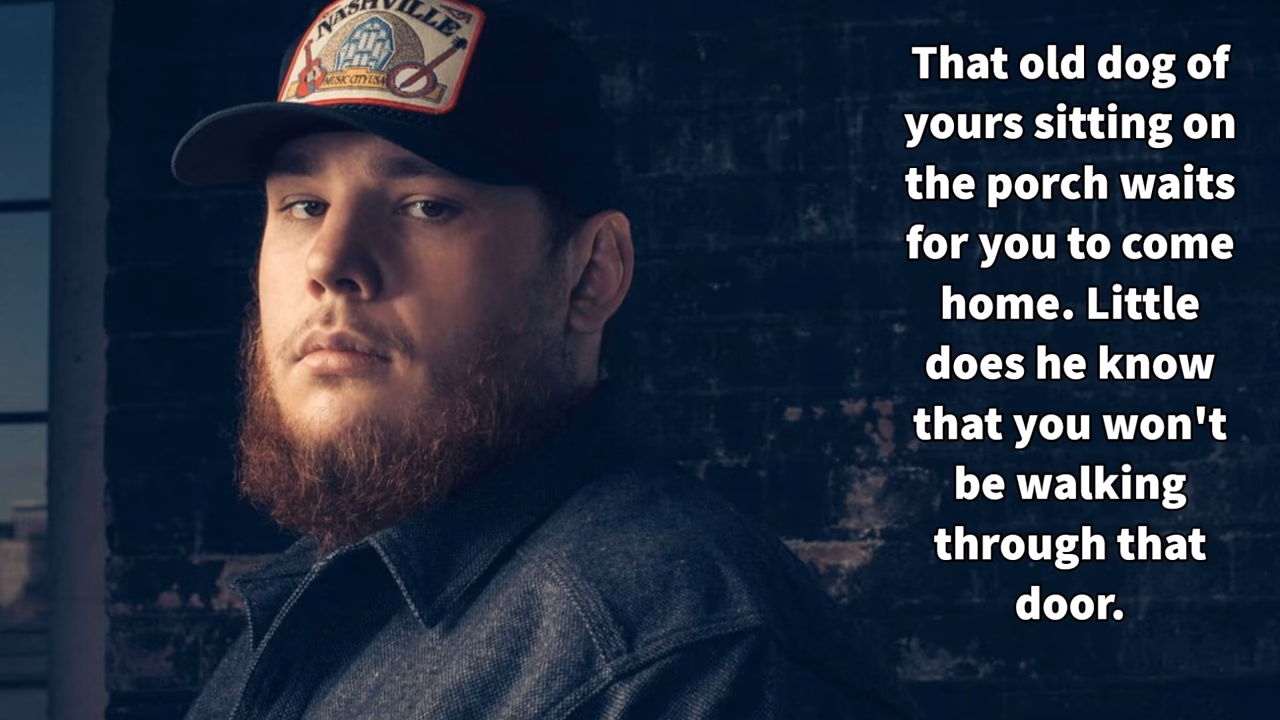 NASHVILLE
MUSIC CITY USA
That old dog of
yours sitting on
the porch waits
for you to come
home. Little
does he know
that you won't
be walking
through that
door.